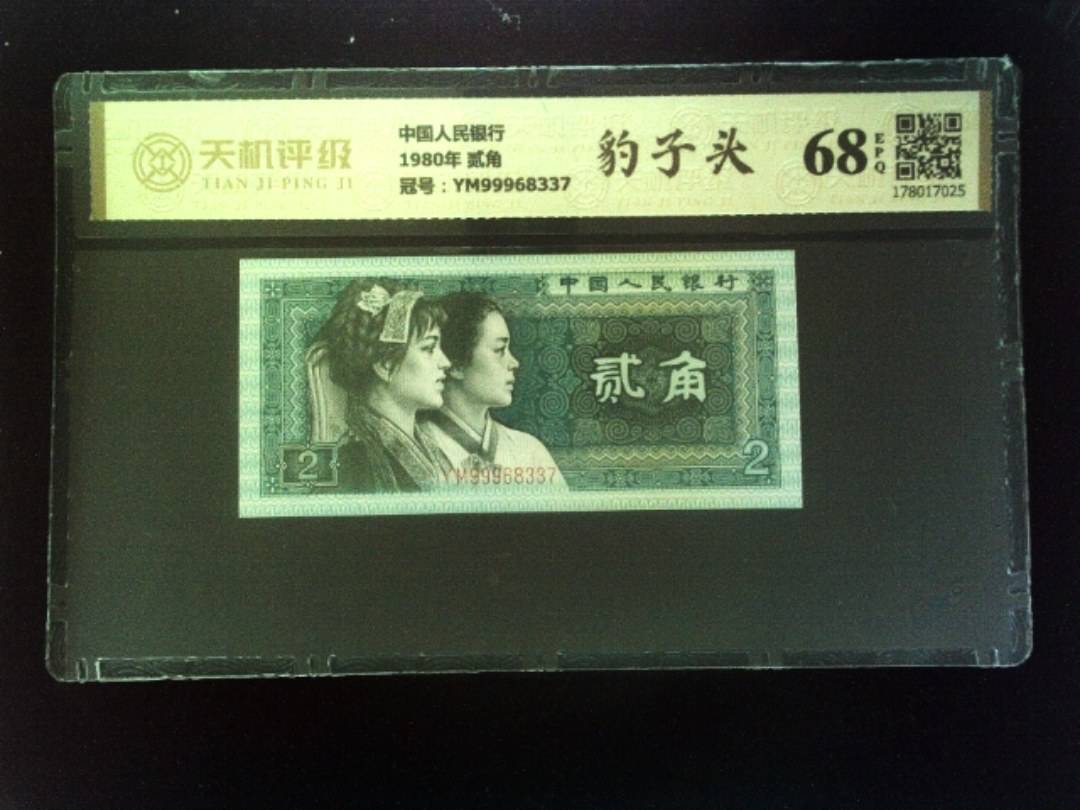 天机评级
TIAN JI PING JI
中国人民银行
1980年 贰角
冠号：YM99968337
豹子头
68
EPQ
178017025
中国人民银行
贰角
2
2
YM99968337